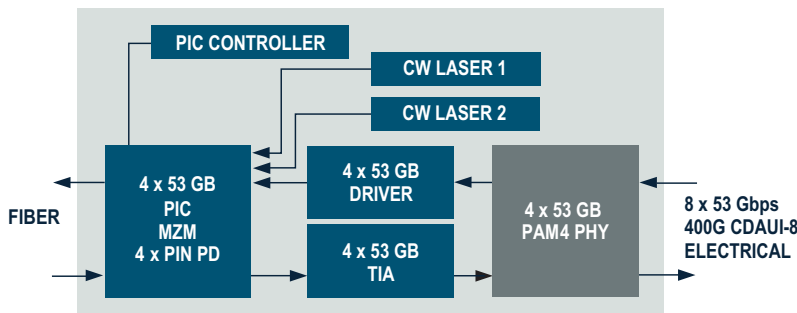 PIC CONTROLLER
CW LASER 1
CW LASER 2
4 x 53 GB
PIC
MZM
4 x PIN PD
4 x 53 GB
DRIVER
4 x 53 GB
TIA
4 x 53 GB
PAM4 PHY
FIBER
8 x 53 Gbps
400G CDAUI-8
ELECTRICAL